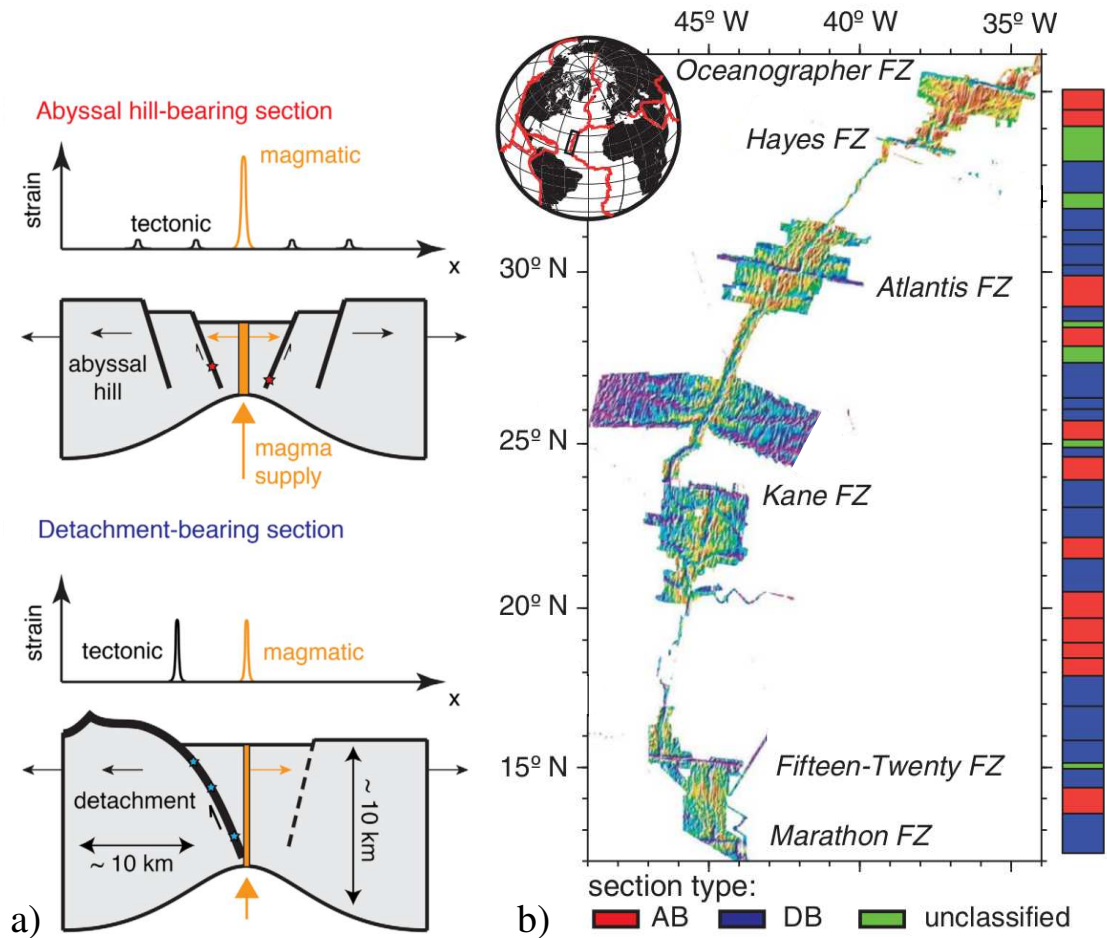 Abyssal hill-bearing section
magmatic
strain
tectonic
x
abyssal
hill
magma
supply
Detachment-bearing section
strain
tectonic
magmatic
x
detachment
~ 10 km
~ 10 km
a)
45º W
40º W
35º W
Oceanographer FZ
Hayes FZ
30º N
Atlantis FZ
25º N
Kane FZ
20º N
15º N
Fifteen-Twenty FZ
Marathon FZ
section type:
AB
DB
unclassified
b)